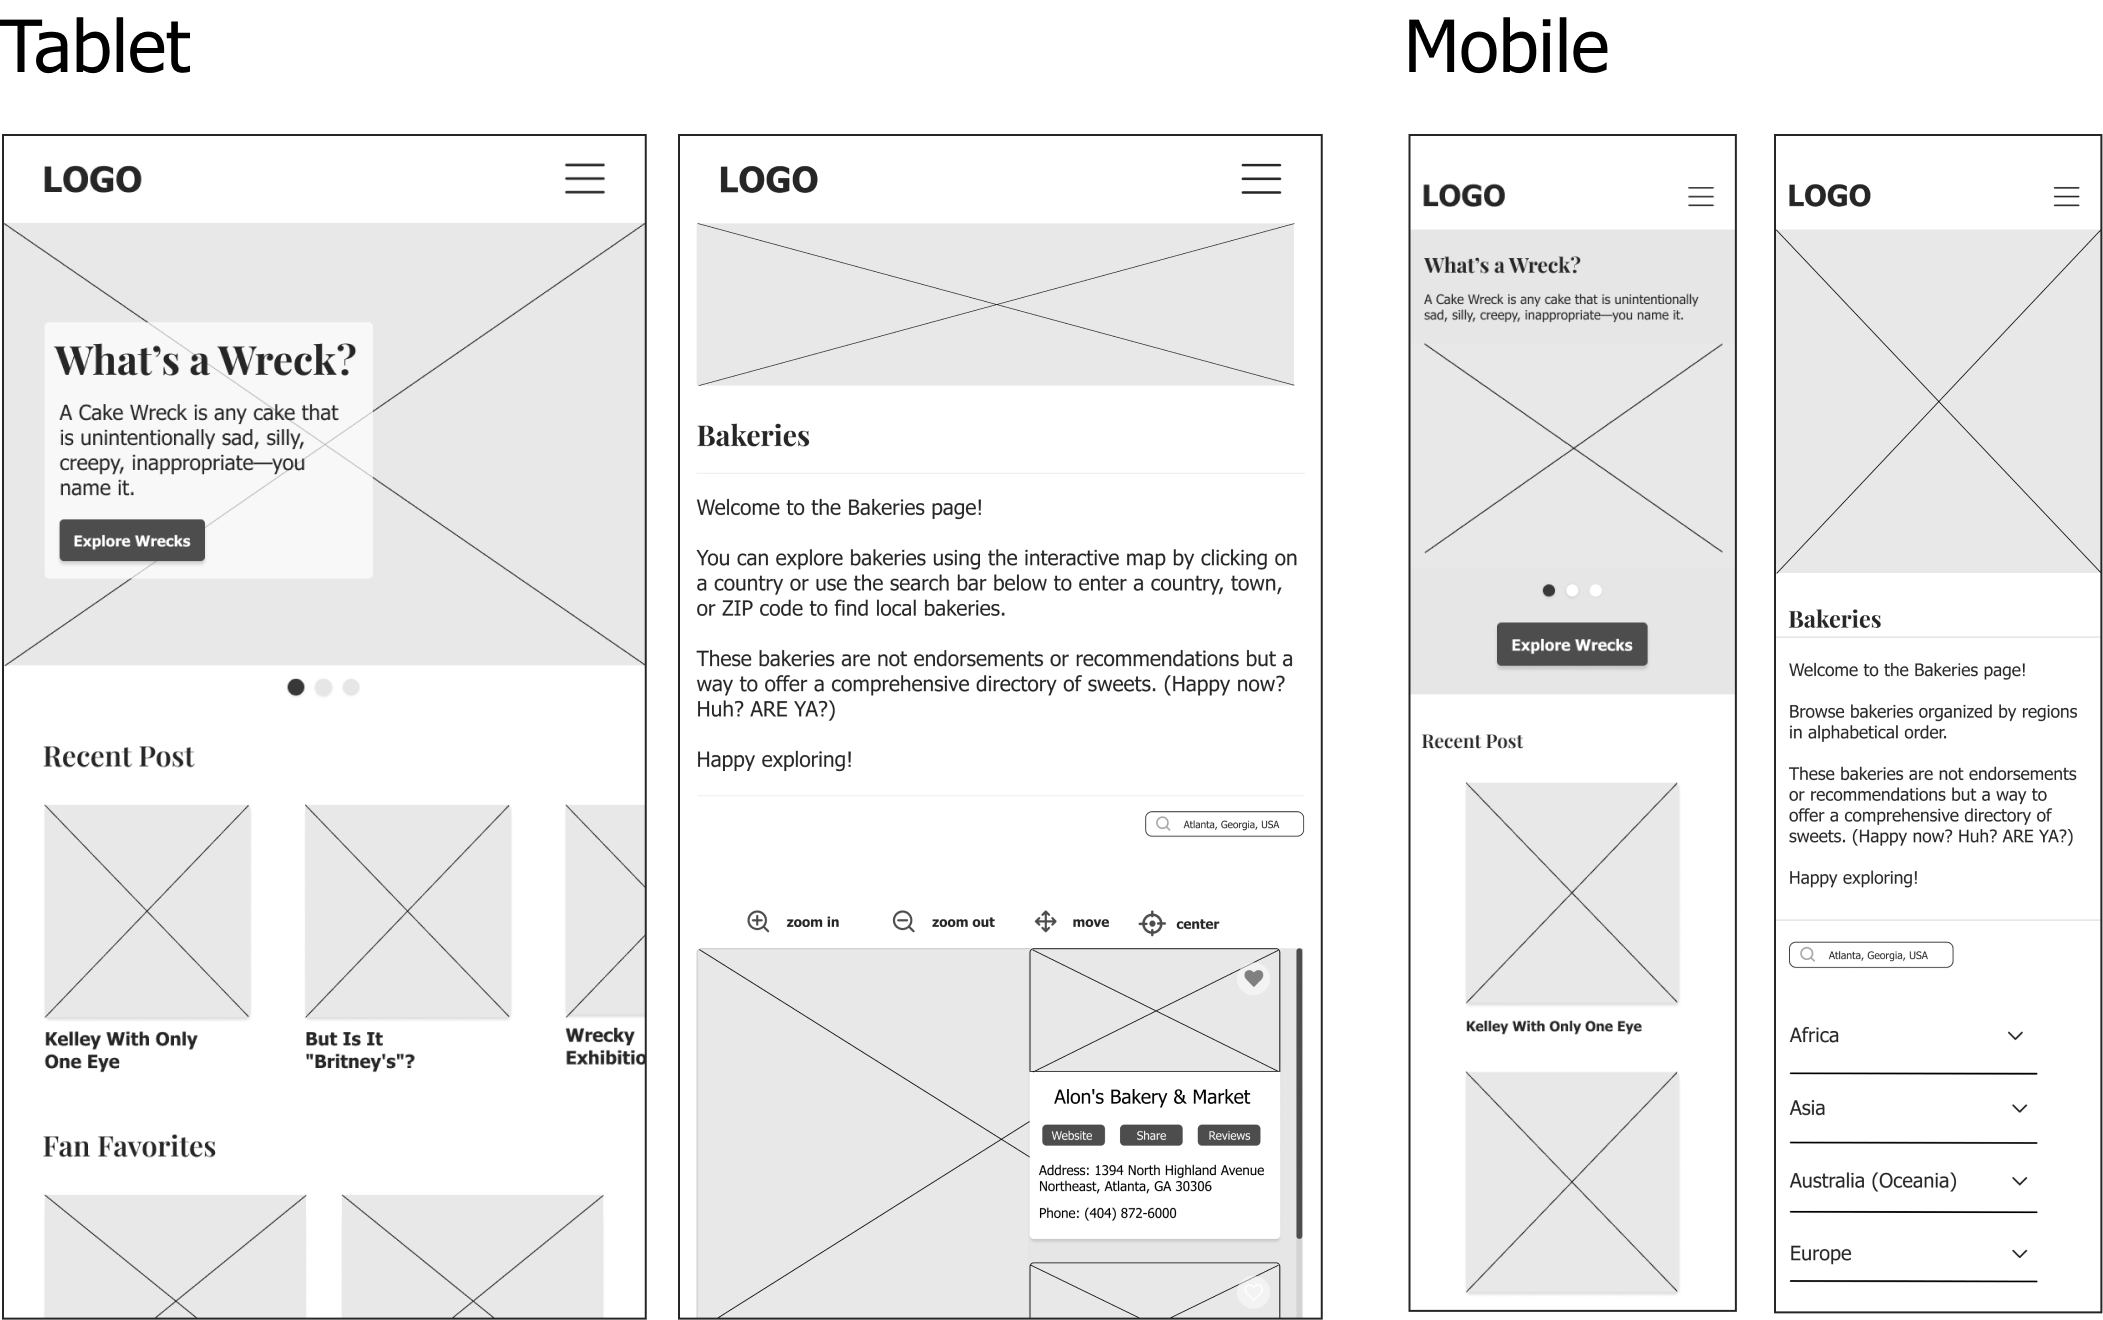 Tablet
Mobile
LOGO
What's a Wreck?
A Cake Wreck is any cake that
is unintentionally sad, silly,
creepy, inappropriate—you
name it.
Explore Wrecks
Recent Post
Kelley With Only
One Eye
But Is It
"Britney's"?
Wrecky
Exhibitio
Fan Favorites
LOGO
Bakeries
Welcome to the Bakeries page!
You can explore bakeries using the interactive map by clicking on
a country or use the search bar below to enter a country, town,
or ZIP code to find local bakeries.
These bakeries are not endorsements or recommendations but a
way to offer a comprehensive directory of sweets. (Happy now?
Huh? ARE YA?)
Happy exploring!
Atlanta, Georgia, USA
zoom in
zoom out
move
center
Alon's Bakery & Market
Website
Share
Reviews
Address: 1394 North Highland Avenue
Northeast, Atlanta, GA 30306
Phone: (404) 872-6000
LOGO
What's a Wreck?
A Cake Wreck is any cake that is unintentionally
sad, silly, creepy, inappropriate—you name it.
Explore Wrecks
Recent Post
Kelley With Only One Eye
LOGO
Bakeries
Welcome to the Bakeries page!
Browse bakeries organized by regions
in alphabetical order.
These bakeries are not endorsements
or recommendations but a way to
offer a comprehensive directory of
sweets. (Happy now? Huh? ARE YA?)
Happy exploring!
Atlanta, Georgia, USA
Africa
Asia
Australia (Oceania)
Europe